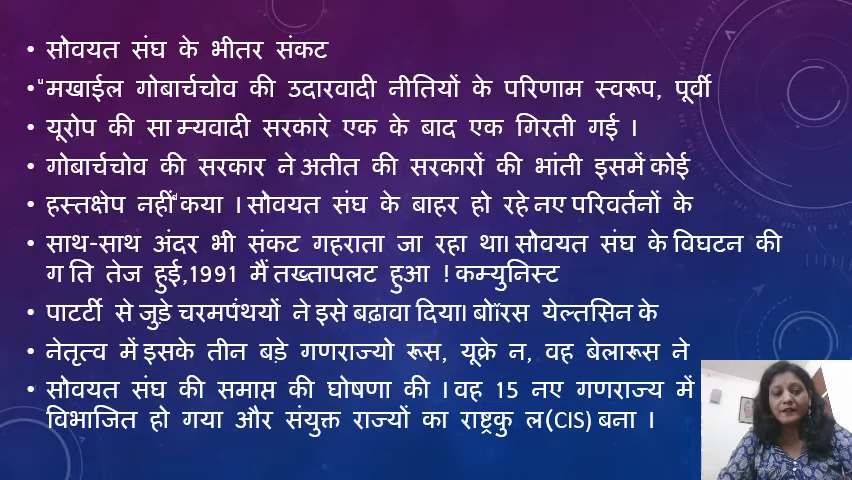 • सोवयत संघ के भीतर संकट
• मखाईल गोबार्चचोव की उदारवादी नीतियों के परिणाम स्वरूप, पूर्वी
• यूरोप की सा म्यवादी सरकारे एक के बाद एक गिरती गई ।
• गोबार्चचोव की सरकार ने अतीत की सरकारों की भांती इसमें कोई
• हस्तक्षेप नहीं कया । सोवयत संघ के बाहर हो रहे नए परिवर्तनों के
• साथ-साथ अंदर भी संकट गहराता जा रहा था। सोवयत संघ के विघटन की
ग ति तेज हुई,1991 मैं तख्तापलट हुआ ! कम्युनिस्ट
• पाटर्टी से जुड़े चरमपंथयों ने इसे बढ़ावा दिया। बोरस येल्तसिन के
• नेतृत्व में इसके तीन बड़े गणराज्यो रूस, यूक्रे न, वह बेलारूस ने
• सोवयत संघ की समाप्त की घोषणा की । वह 15 नए गणराज्य में
विभाजित हो गया और संयुक्त राज्यों का राष्ट्रकु ल(CIS) बना ।